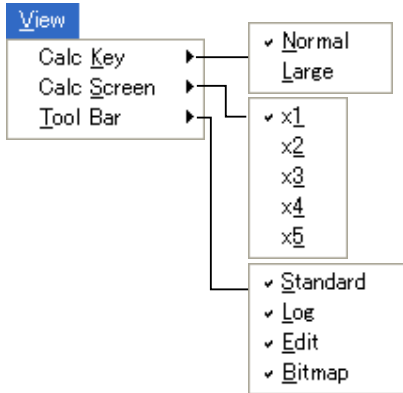 View
Calc Key
Calc Screen
Tool Bar
Normal
Large
x1
x2
x3
x4
x5
Standard
Log
Edit
Bitmap